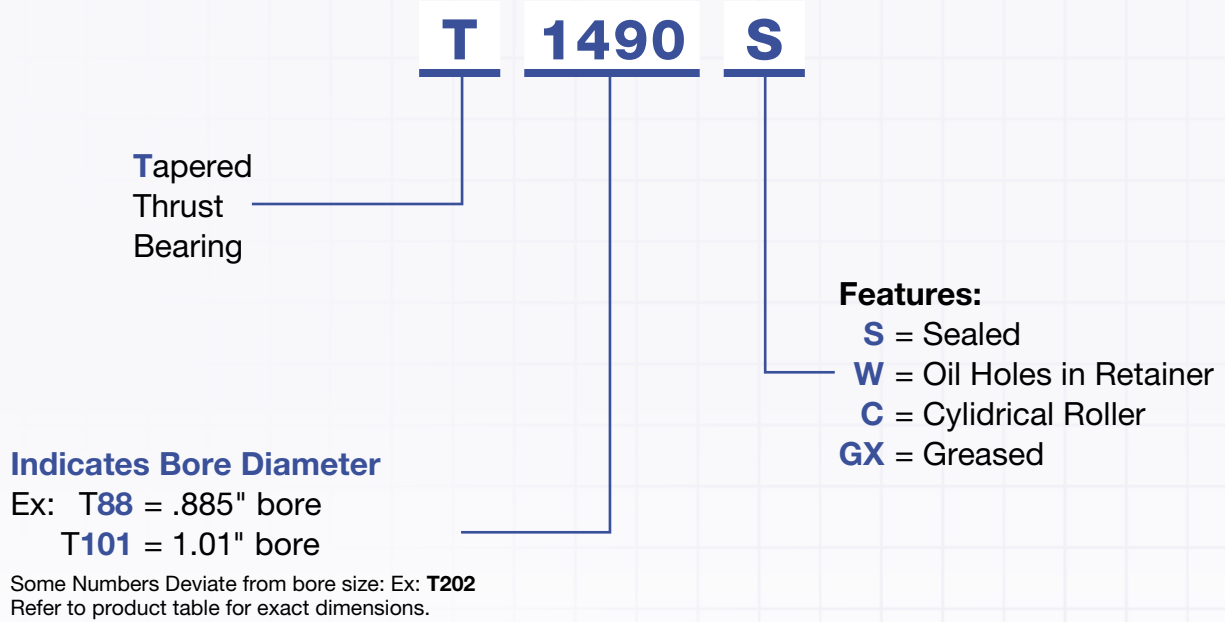 T 1490 S
Tapered
Thrust
Bearing
Features:
S = Sealed
W = Oil Holes in Retainer
C = Cylidrical Roller
GX = Greased
Indicates Bore Diameter
Ex: T88 = .885" bore
T101 = 1.01" bore
Some Numbers Deviate from bore size: Ex: T202
Refer to product table for exact dimensions.